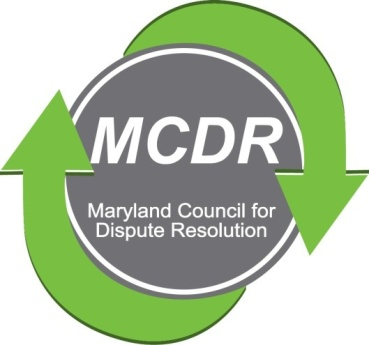 MCDR
Maryland Council for
Dispute Resolution